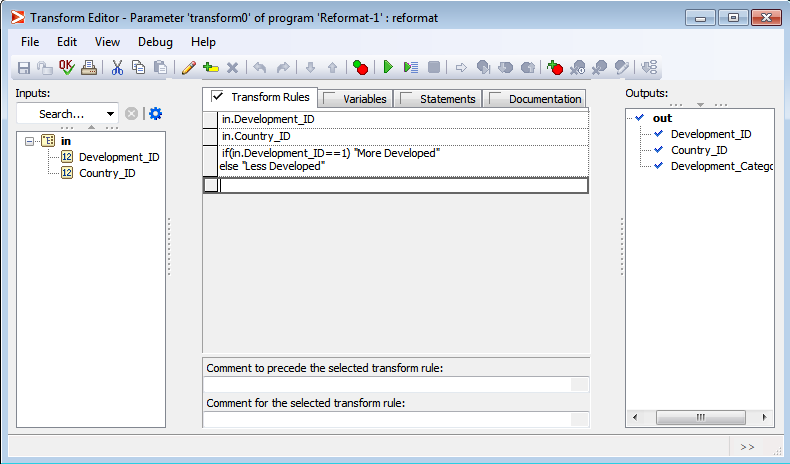 Transform Editor - Parameter 'transform0' of program 'Reformat-1' : reformat
File Edit View Debug Help
OK
Inputs:
Search...
in
12 Development_ID
12 Country_ID
Transform Rules Variables Statements Documentation
in.Development_ID
in.Country_ID
if(in.Development_ID==1) "More Developed"
else "Less Developed"
Comment to precede the selected transform rule:
Comment for the selected transform rule:
Outputs:
out
Development_ID
Country_ID
Development_Catego
>>